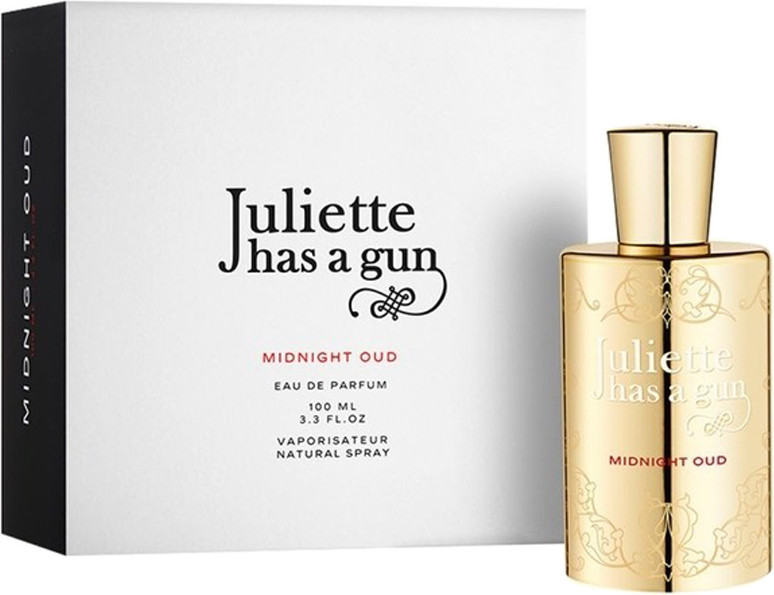 MIDNIGHT OUD
Juliette
has a gun
MIDNIGHT OUD
EAU DE PARFUM
100 ML
3.3 FL.OZ
VAPORISATEUR
NATURAL SPRAY
Juliette
has a gun
MIDNIGHT OUD